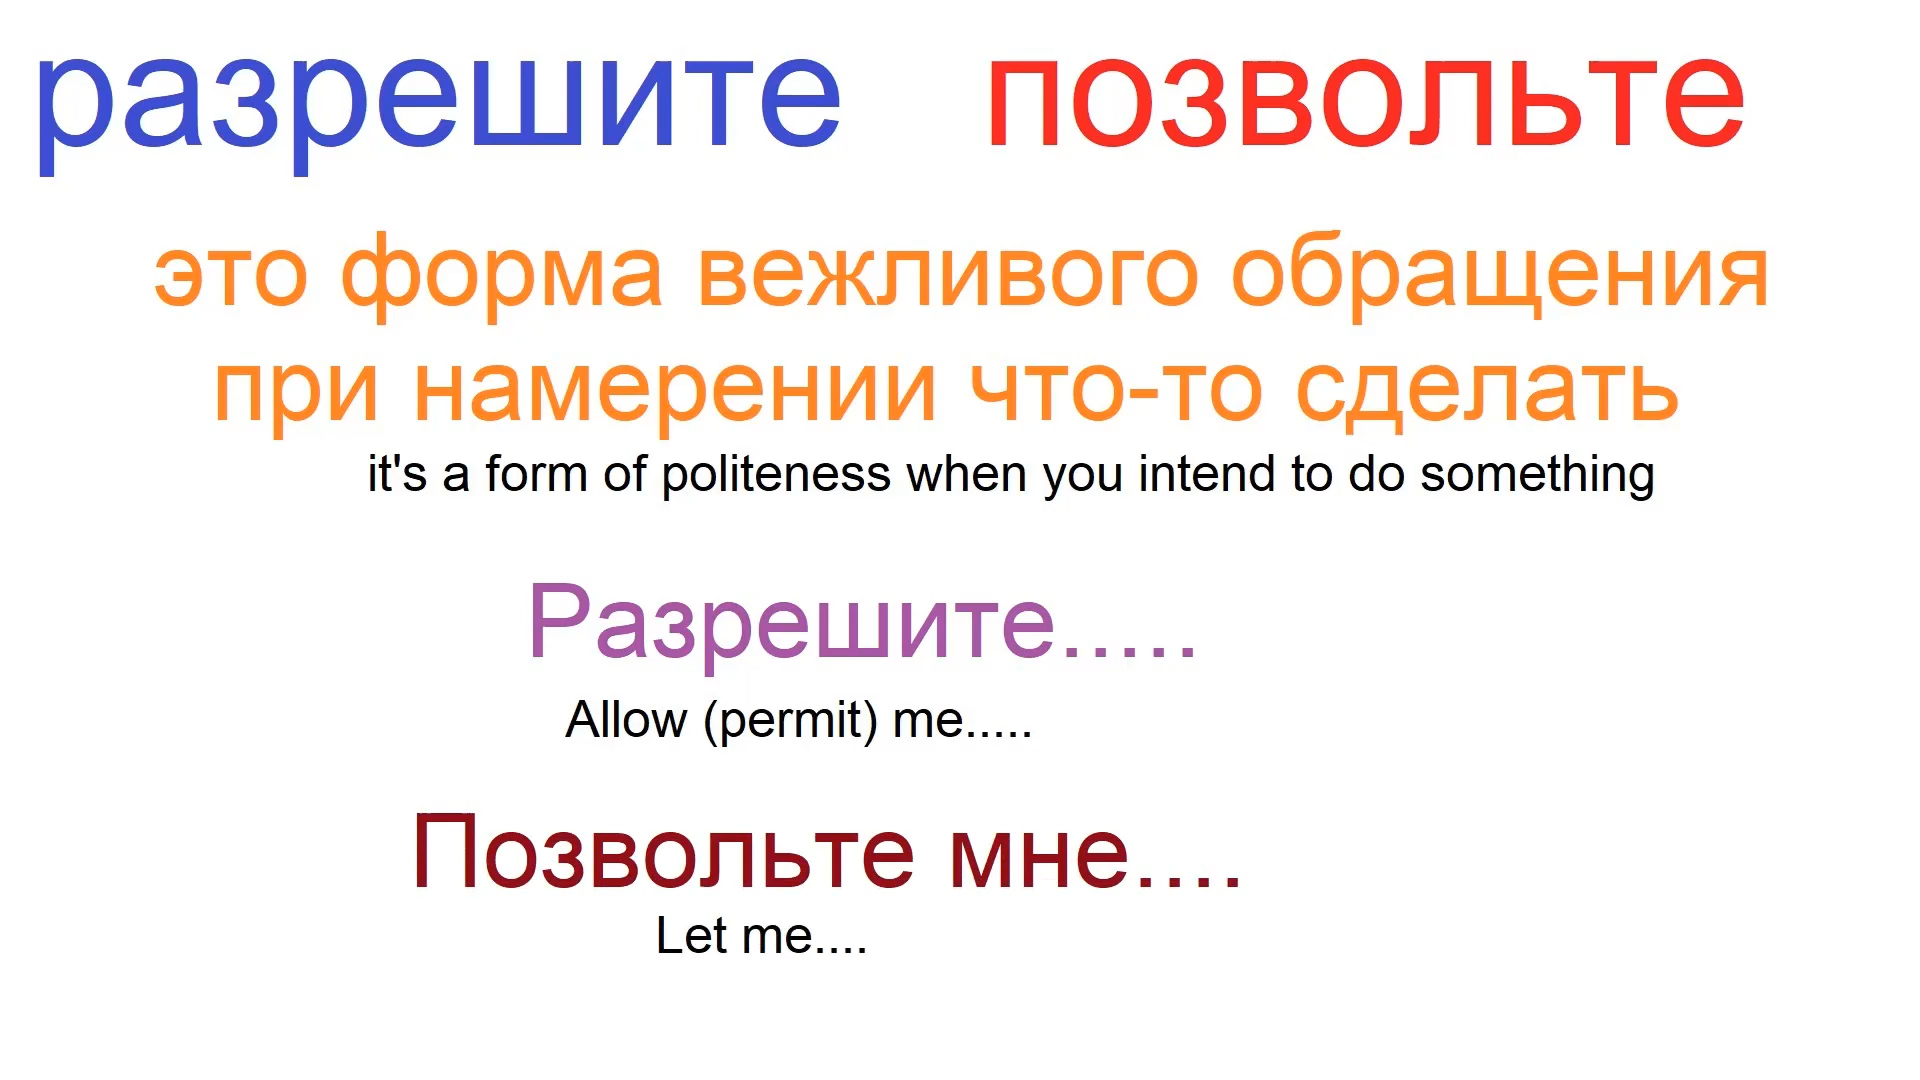 разрешите позвольте
это форма вежливого обращения
при намерении что-то сделать
it's a form of politeness when you intend to do something
Разрешите.....
Allow (permit) me.....
Позвольте мне....
Let me....